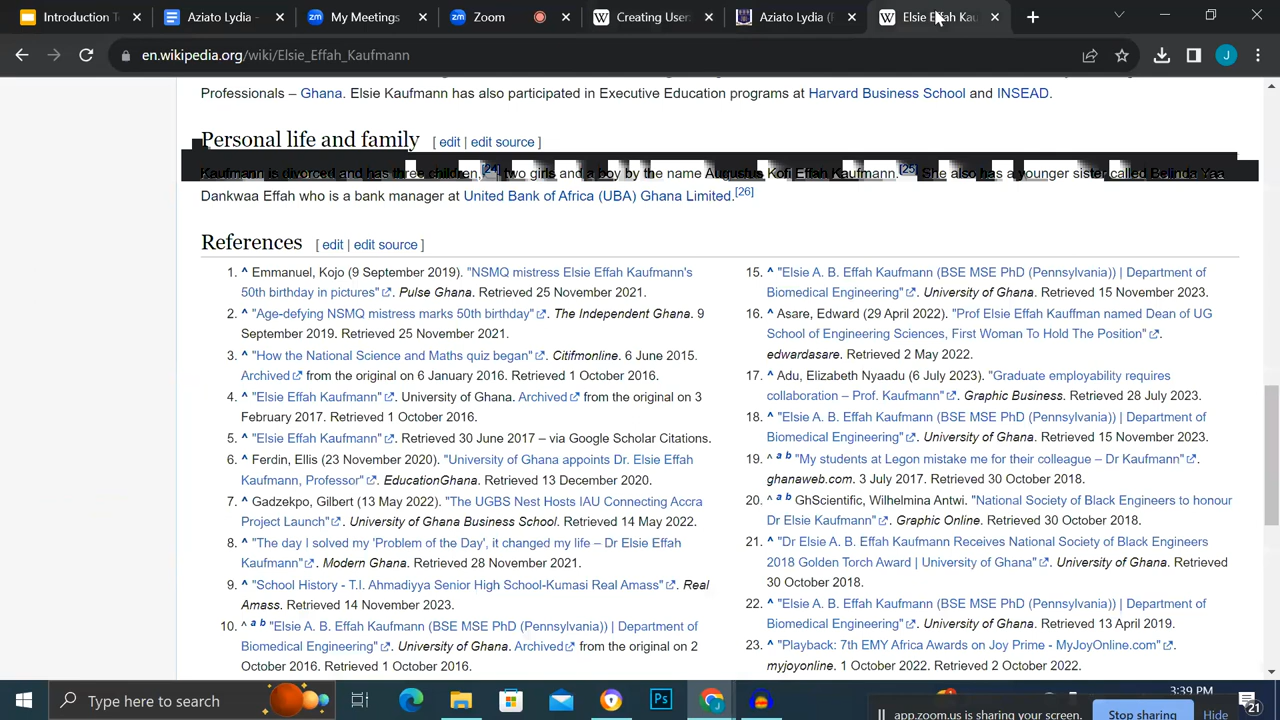 Introduction T
Aziato Lydia -
My Meetings
Zoom
Creating User
Aziato Lydia (
Elsie Effah Kau
en.wikipedia.org/wiki/Elsie_Effah_Kaufmann
J
Professionals – Ghana. Elsie Kaufmann has also participated in Executive Education programs at Harvard Business School and INSEAD.
Personal life and family [ edit | edit source ]
Kaufmann is divorced and has three children,[24] two girls and a boy by the name Augustus Kofi Effah Kaufmann.[25] She also has a younger sister called Belinda Yaa
Dankwaa Effah who is a bank manager at United Bank of Africa (UBA) Ghana Limited.[26]
References [ edit | edit source ]
1. ^ Emmanuel, Kojo (9 September 2019). "NSMQ mistress Elsie Effah Kaufmann's
50th birthday in pictures". Pulse Ghana. Retrieved 25 November 2021.
2. ^ "Age-defying NSMQ mistress marks 50th birthday". The Independent Ghana. 9
September 2019. Retrieved 25 November 2021.
3. ^ "How the National Science and Maths quiz began". Citifmonline. 6 June 2015.
Archived from the original on 6 January 2016. Retrieved 1 October 2016.
4. ^ "Elsie Effah Kaufmann". University of Ghana. Archived from the original on 3
February 2017. Retrieved 1 October 2016.
5. ^ "Elsie Effah Kaufmann". Retrieved 30 June 2017 – via Google Scholar Citations.
6. ^ Ferdin, Ellis (23 November 2020). "University of Ghana appoints Dr. Elsie Effah
Kaufmann, Professor". EducationGhana. Retrieved 13 December 2020.
7. ^ Gadzekpo, Gilbert (13 May 2022). "The UGBS Nest Hosts IAU Connecting Accra
Project Launch". University of Ghana Business School. Retrieved 14 May 2022.
8. ^ "The day I solved my 'Problem of the Day', it changed my life – Dr Elsie Effah
Kaufmann". Modern Ghana. Retrieved 28 November 2021.
9. ^ "School History - T.I. Ahmadiyya Senior High School-Kumasi Real Amass". Real
Amass. Retrieved 14 November 2023.
10. ^ a b "Elsie A. B. Effah Kaufmann (BSE MSE PhD (Pennsylvania)) | Department of
Biomedical Engineering". University of Ghana. Archived from the original on 2
October 2016. Retrieved 1 October 2016.
15. ^ "Elsie A. B. Effah Kaufmann (BSE MSE PhD (Pennsylvania)) | Department of
Biomedical Engineering". University of Ghana. Retrieved 15 November 2023.
16. ^ Asare, Edward (29 April 2022). "Prof Elsie Effah Kauffman named Dean of UG
School of Engineering Sciences, First Woman To Hold The Position".
edwardasare. Retrieved 2 May 2022.
17. ^ Adu, Elizabeth Nyaadu (6 July 2023). "Graduate employability requires
collaboration – Prof. Kaufmann". Graphic Business. Retrieved 28 July 2023.
18. ^ "Elsie A. B. Effah Kaufmann (BSE MSE PhD (Pennsylvania)) | Department of
Biomedical Engineering". University of Ghana. Retrieved 15 November 2023.
19. ^ a b "My students at Legon mistake me for their colleague – Dr Kaufmann".
ghanaweb.com. 3 July 2017. Retrieved 30 October 2018.
20. ^ a b GhScientific, Wilhelmina Antwi. "National Society of Black Engineers to honour
Dr Elsie Kaufmann". Graphic Online. Retrieved 30 October 2018.
21. ^ "Dr Elsie A. B. Effah Kaufmann Receives National Society of Black Engineers
2018 Golden Torch Award | University of Ghana". University of Ghana. Retrieved
30 October 2018.
22. ^ "Elsie A. B. Effah Kaufmann (BSE MSE PhD (Pennsylvania)) | Department of
Biomedical Engineering". University of Ghana. Retrieved 13 April 2019.
23. ^ "Playback: 7th EMY Africa Awards on Joy Prime - MyJoyOnline.com".
myjoyonline. 1 October 2022. Retrieved 2 October 2022.
Type here to search
Ps
3:39 PM
21
app.zoom.us is sharing your screen.
Stop sharing
Hide